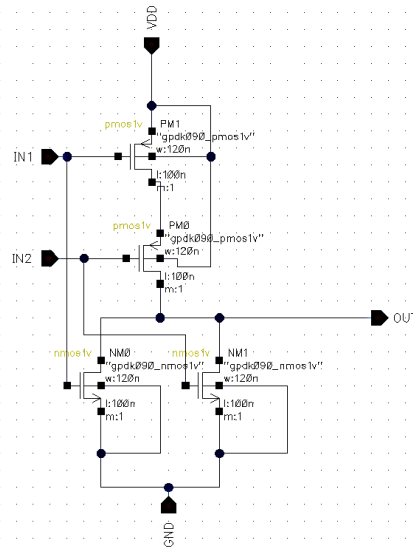 VDD
pmos1v PM1
"gpdk090_pmos1v"
IN1
w:120n
l:100n
m:1
pmos1v PM0
"gpdk090_pmos1v"
IN2
w:120n
l:100n
m:1
OUT
nmos1v NM0
"gpdk090_nmos1v"
w:120n
l:100n
m:1
nmos1v NM1
"gpdk090_nmos1v"
w:120n
l:100n
m:1
GND